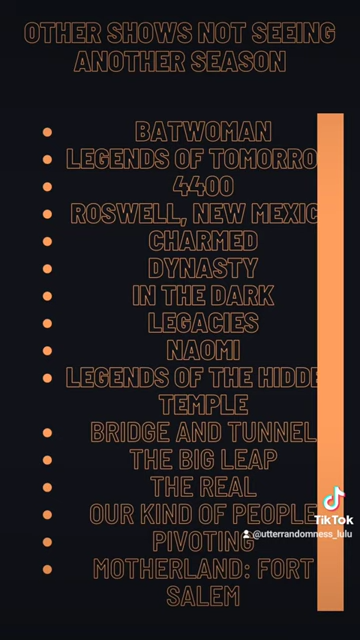 OTHER SHOWS NOT SEEING
ANOTHER SEASON
BATWOMAN
LEGENDS OF TOMORRO
4400
ROSWELL, NEW MEXIC
CHARMED
DYNASTY
IN THE DARK
LEGACIES
NAOMI
LEGENDS OF THE HIDDE
TEMPLE
BRIDGE AND TUNNEL
THE BIG LEAP
THE REAL
OUR KIND OF PEOPLE
TikTok
PIVOTING
@utterrandomness_lulu
MOTHERLAND: FORT
SALEM